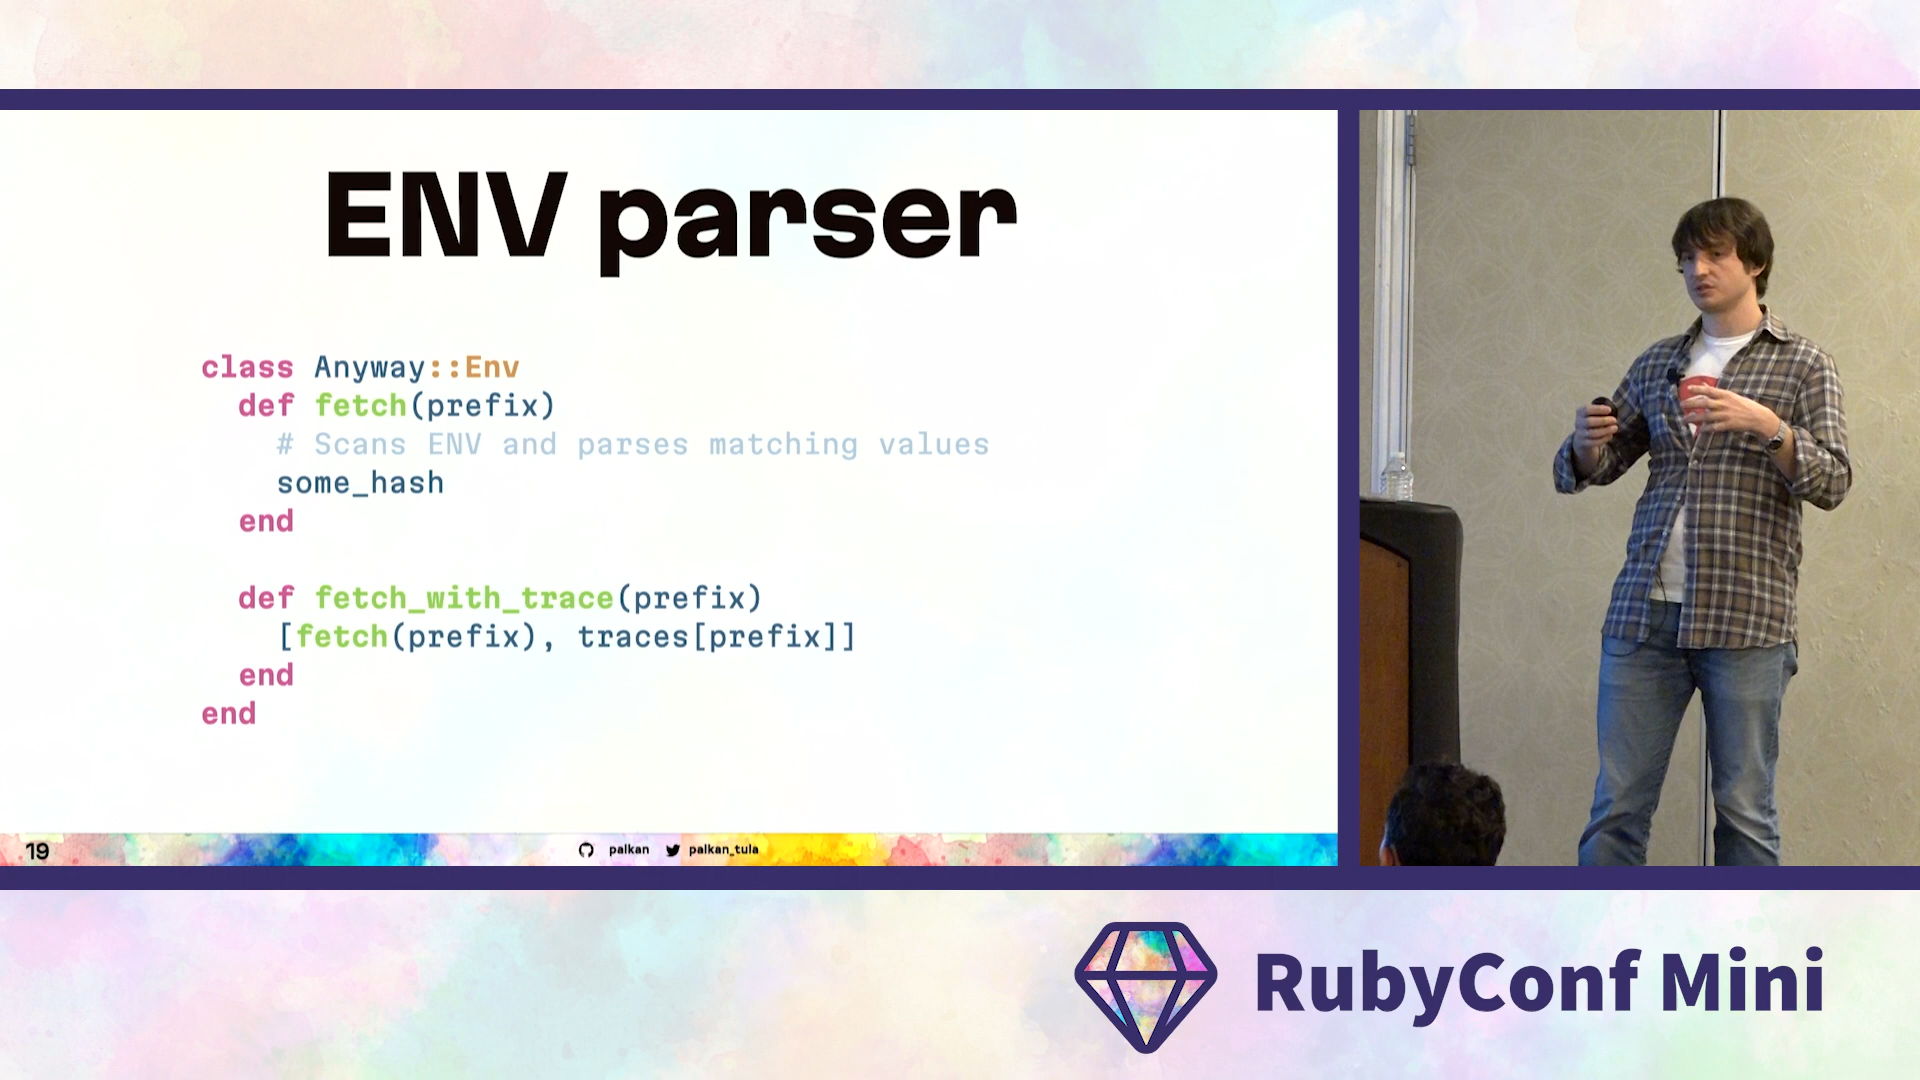 ENV parser
class Anyway::Env
  def fetch(prefix)
    # Scans ENV and parses matching values
    some_hash
  end

  def fetch_with_trace(prefix)
    [fetch(prefix), traces[prefix]]
  end
end
19
palkan
palkan_tula
RubyConf Mini